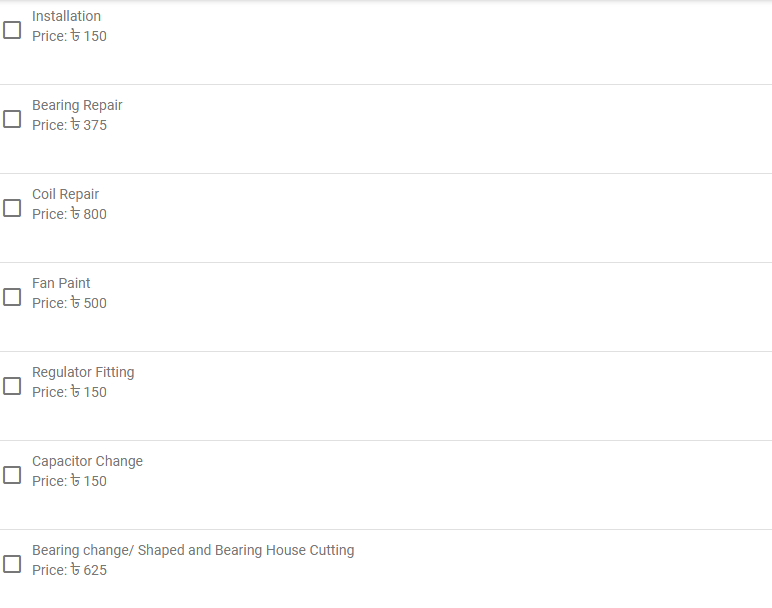 Installation
Price: ৳ 150
Bearing Repair
Price: ৳ 375
Coil Repair
Price: ৳ 800
Fan Paint
Price: ৳ 500
Regulator Fitting
Price: ৳ 150
Capacitor Change
Price: ৳ 150
Bearing change/ Shaped and Bearing House Cutting
Price: ৳ 625